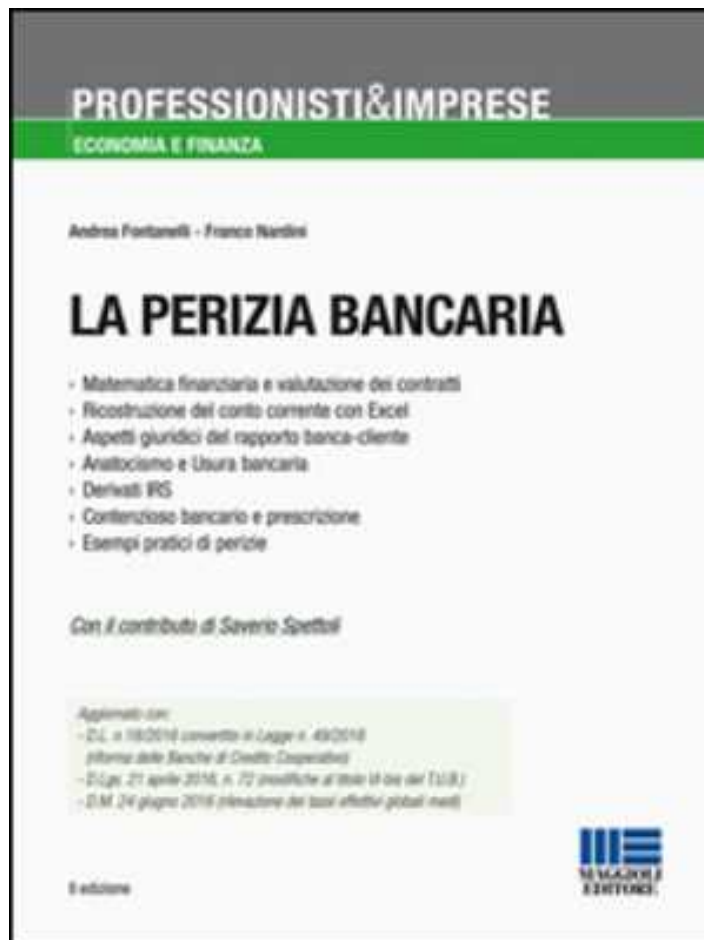 PROFESSIONISTI&IMPRESE
ECONOMIA E FINANZA
Andrea Fontanelli - Franco Nardini
LA PERIZIA BANCARIA
› Matematica finanziaria e valutazione dei contratti
› Ricostruzione del conto corrente con Excel
› Aspetti giuridici del rapporto banca-cliente
› Anatocismo e Usura bancaria
› Derivati IRS
› Contenzioso bancario e prescrizione
› Esempi pratici di perizie
Con il contributo di Saverio Spettoli
Aggiornato con:
- D.L. n.18/2016 convertito in Legge n. 49/2016
(riforma delle Banche di Credito Cooperativo)
- D.Lgs. 21 aprile 2016, n. 72 (modifiche al titolo VI-bis del T.U.B.)
- D.M. 24 giugno 2016 (rilevazione dei tassi effettivi globali medi)
II edizione
MAGGIOLI
EDITORE